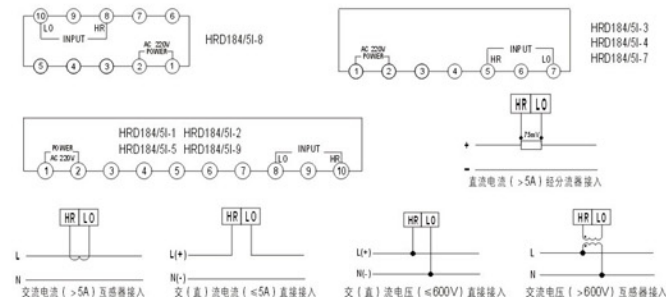 ⑩ ⑨ ⑧ ⑦ ⑥
LO HR
INPUT
AC 220V
POWER
⑤ ④ ③ ② ①
HRD184/5I-8
AC 220V
POWER
INPUT
HR LO
① ② ③ ④ ⑤ ⑥ ⑦
HRD184/5I-3
HRD184/5I-4
HRD184/5I-7
HRD184/5I-1 HRD184/5I-2
HRD184/5I-5 HRD184/5I-9
POWER
AC 220V
INPUT
LO HR
① ② ③ ④ ⑤ ⑥ ⑦ ⑧ ⑨ ⑩
HR LO
75mV
+
-
直流电流(>5A)经分流器接入
HR LO
L
N
交流电流(>5A)互感器接入
HR LO
L(+)
N(-)
交(直)流电流(≤5A)直接接入
HR LO
L(+)
N(-)
交(直)流电压(≤600V)直接接入
HR LO
L
N
交流电压(>600V)互感器接入